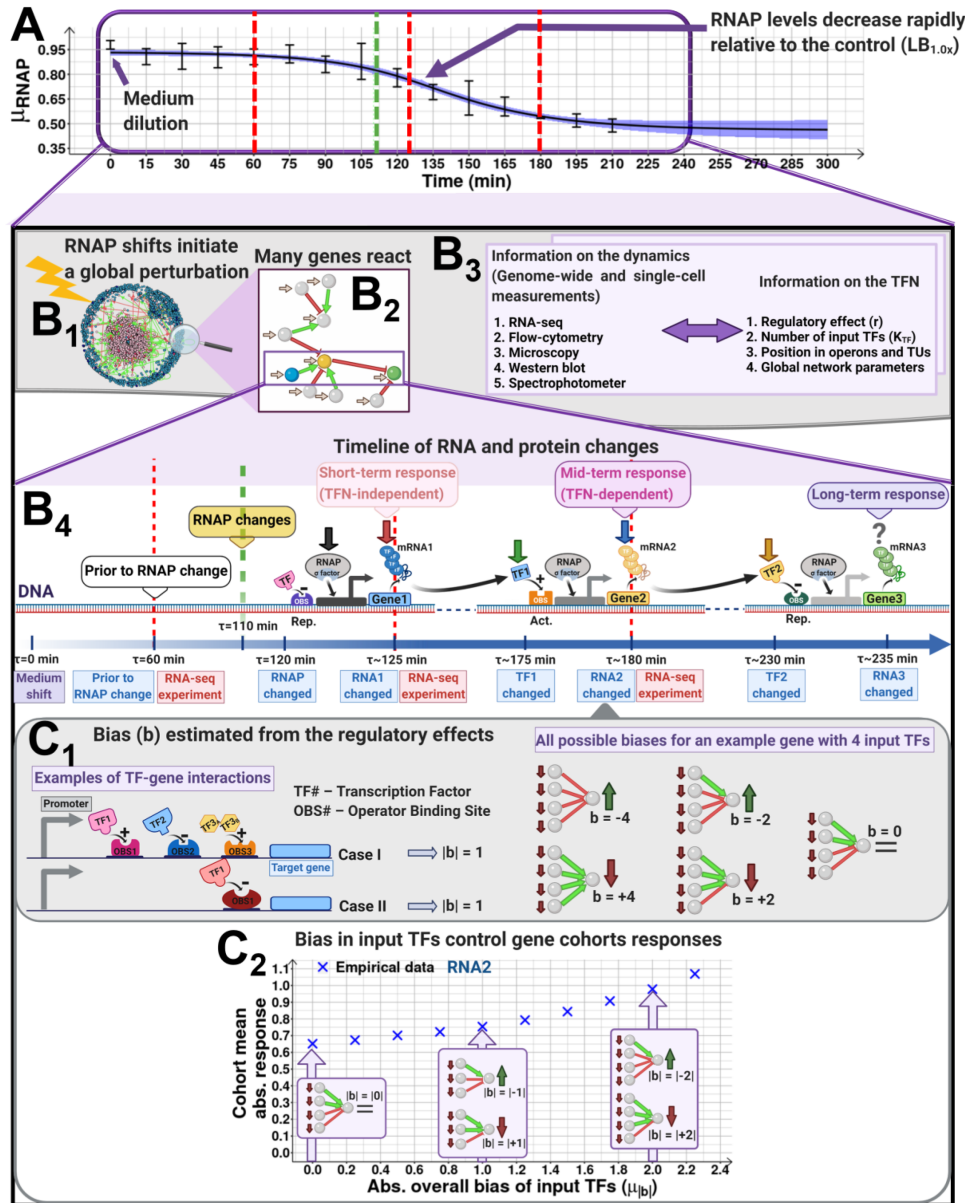 A
RNAP levels decrease rapidly
relative to the control (LB1.0x)
μRNAP
0.95
0.80
0.65
0.50
0.35
Medium
dilution
0 15 30 45 60 75 90 105 120 135 150 165 180 195 210 225 240 255 270 285 300
Time (min)
RNAP shifts initiate
a global perturbation
B1
Many genes react
B2
B3
Information on the dynamics
(Genome-wide and single-cell
measurements)
1. RNA-seq
2. Flow-cytometry
3. Microscopy
4. Western blot
5. Spectrophotometer
Information on the TFN
1. Regulatory effect (r)
2. Number of input TFs (KTF)
3. Position in operons and TUs
4. Global network parameters
Timeline of RNA and protein changes
B4
Short-term response
(TFN-independent)
Mid-term response
(TFN-dependent)
Long-term response
RNAP changes
Prior to RNAP change
?
DNA
TF
-
OBS
RNAP
σ factor
TF TF TF
mRNA1
Gene1
Rep.
TF1
+
OBS
RNAP
σ factor
TF TF TF
mRNA2
Gene2
Act.
TF2
-
OBS
RNAP
σ factor
TF TF TF
mRNA3
Gene3
Rep.
τ=110 min
τ=0 min
τ=60 min
τ=120 min
τ~125 min
τ~175 min
τ~180 min
τ~230 min
τ~235 min
Medium
shift
Prior to
RNAP change
RNA-seq
experiment
RNAP
changed
RNA1
changed
RNA-seq
experiment
TF1
changed
RNA2
changed
RNA-seq
experiment
TF2
changed
RNA3
changed
C1
Bias (b) estimated from the regulatory effects
Examples of TF-gene interactions
TF# – Transcription Factor
OBS# – Operator Binding Site
Promoter
TF1
+
OBS1
TF2
-
OBS2
TF3A TF3B
+
OBS3
Target gene
Case I
|b| = 1
TF1
-
OBS1
Case II
|b| = 1
All possible biases for an example gene with 4 input TFs
b = -4
b = -2
b = 0
b = +4
b = +2
C2
Bias in input TFs control gene cohorts responses
Empirical data
RNA2
Cohort mean
abs. response
1.1
1.0
0.9
0.8
0.7
0.6
0.5
0.4
0.3
0.2
0.1
0.0
|b| = |0|
|b| = |-1|
|b| = |+1|
|b| = |-2|
|b| = |+2|
0.0 0.2 0.4 0.6 0.8 1.0 1.2 1.4 1.6 1.8 2.0 2.2 2.4
Abs. overall bias of input TFs (μ|b|)